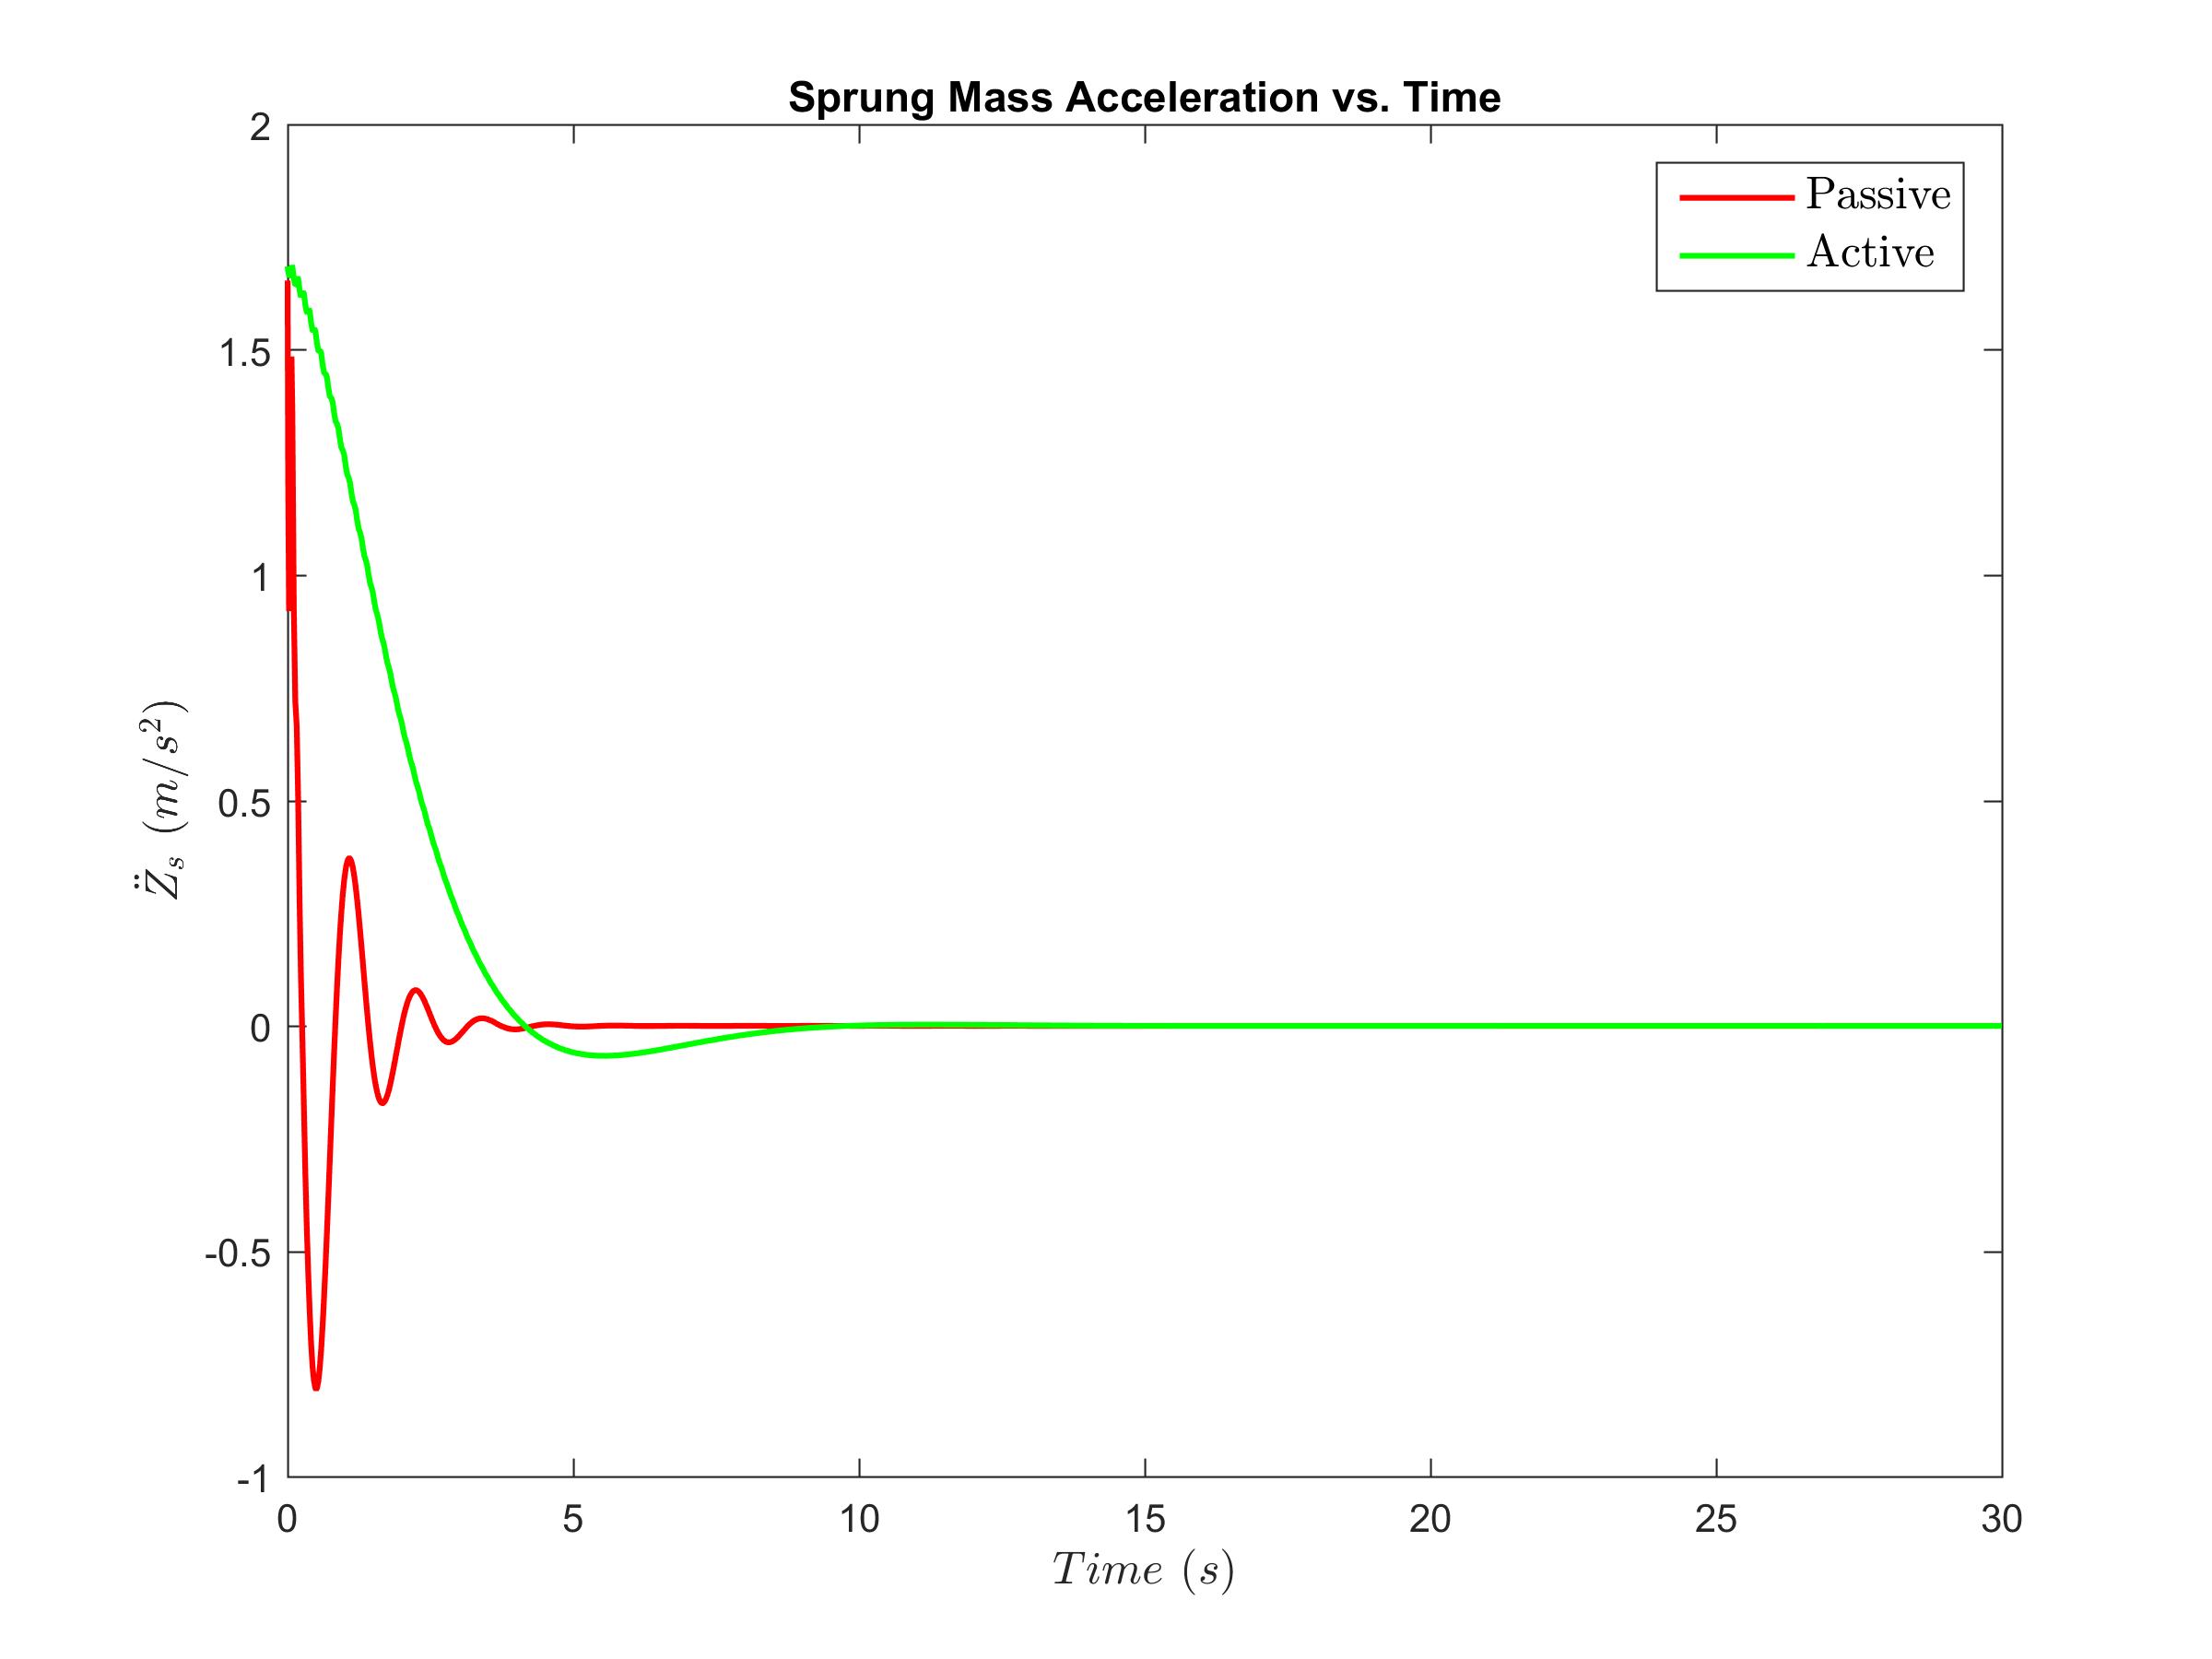 Sprung Mass Acceleration vs. Time
2
1.5
1
0.5
0
-0.5
-1
Z̈ₛ (m/s²)
Passive
Active
0 5 10 15 20 25 30
Time (s)